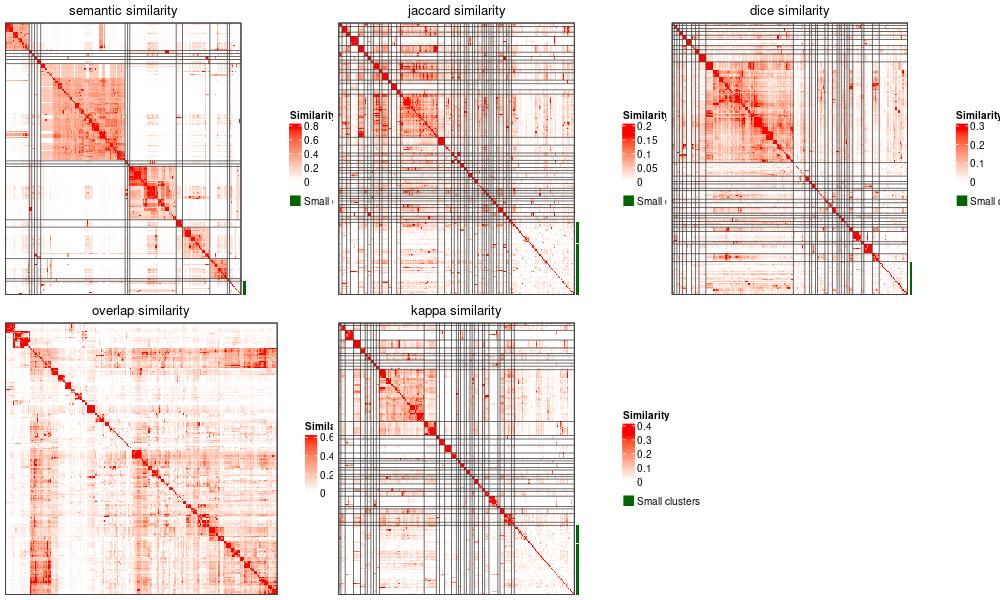 semantic similarity
Similarity
0.8
0.6
0.4
0.2
0
Small
jaccard similarity
Similarity
0.2
0.15
0.1
0.05
0
Small
dice similarity
Similarity
0.3
0.2
0.1
0
Small c
overlap similarity
Simila
0.6
0.4
0.2
0
kappa similarity
Similarity
0.4
0.3
0.2
0.1
0
Small clusters